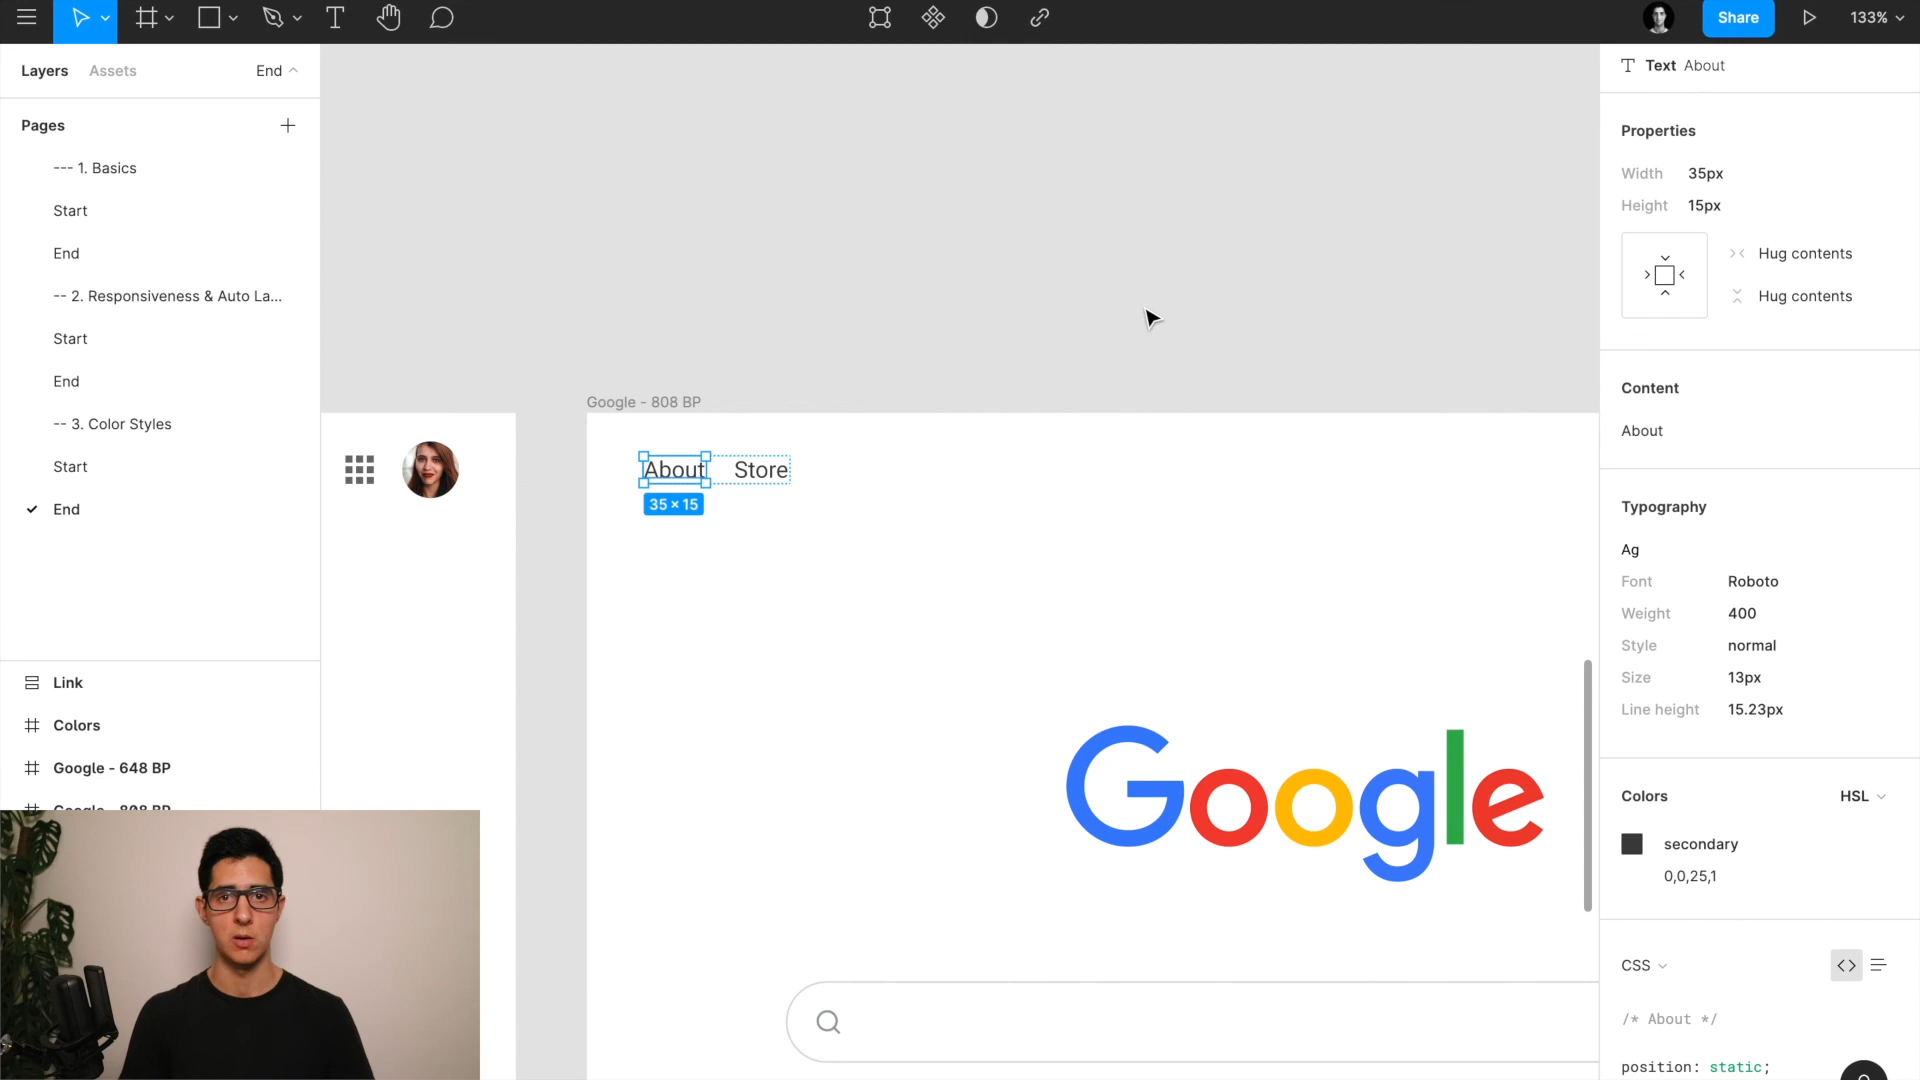 Share
133%
Layers
Assets
End
Pages
--- 1. Basics
Start
End
-- 2. Responsiveness & Auto La...
Start
End
-- 3. Color Styles
Start
End
Link
Colors
Google - 648 BP
Google - 808 BP
Google - 808 BP
About
Store
35 × 15
Google
Text About
Properties
Width 35px
Height 15px
Hug contents
Hug contents
Content
About
Typography
Ag
Font Roboto
Weight 400
Style normal
Size 13px
Line height 15.23px
Colors
HSL
secondary
0,0,25,1
CSS
/* About */
position: static;